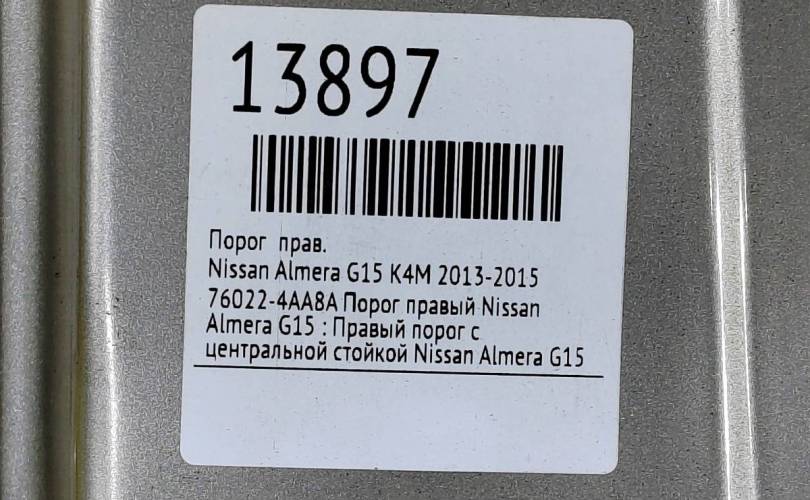 13897
Порог прав.
Nissan Almera G15 K4M 2013-2015
76022-4AA8A Порог правый Nissan
Almera G15 : Правый порог с
центральной стойкой Nissan Almera G15